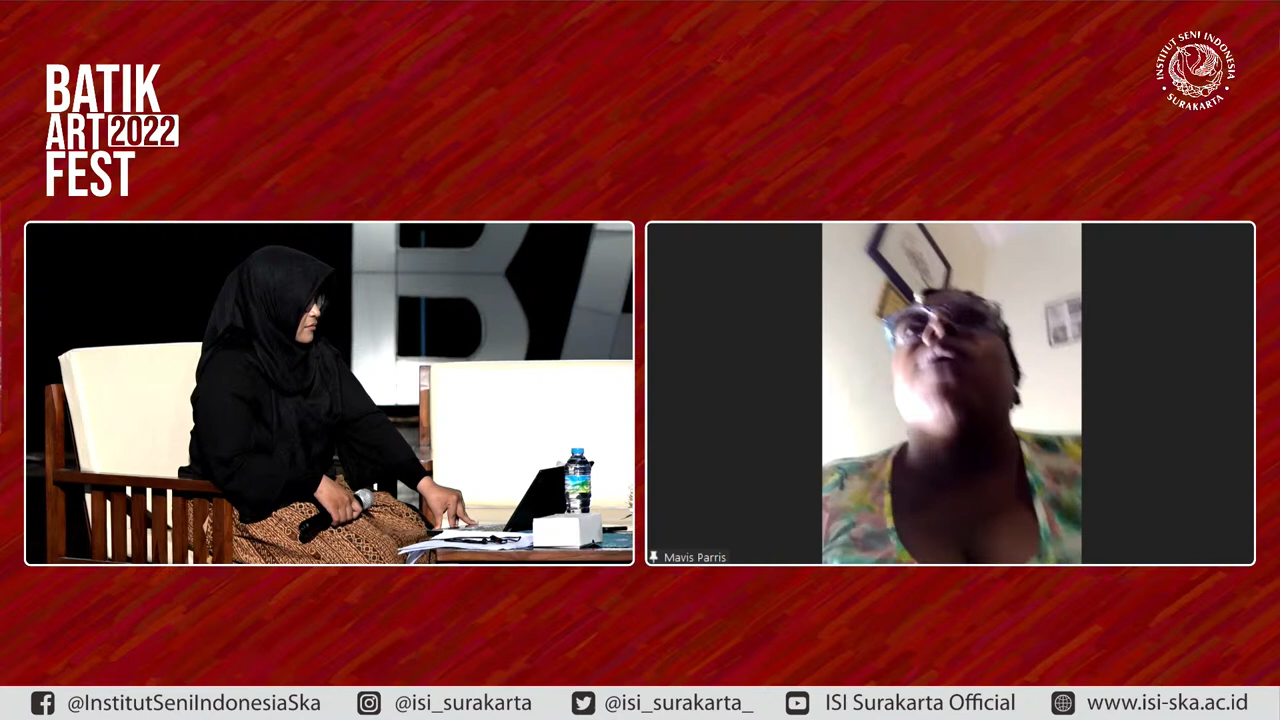 BATIK
ART 2022
FEST
INSTITUT SENI INDONESIA
• SURAKARTA •
BA
Mavis Parris
@InstitutSeniIndonesiaSka
@isi_surakarta
@isi_surakarta_
ISI Surakarta Official
www.isi-ska.ac.id